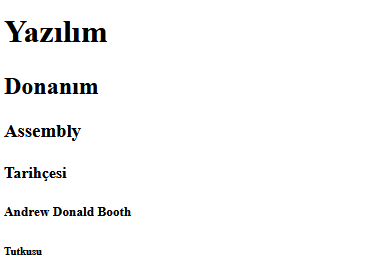 Yazılım
Donanım
Assembly
Tarihçesi
Andrew Donald Booth
Tutkusu